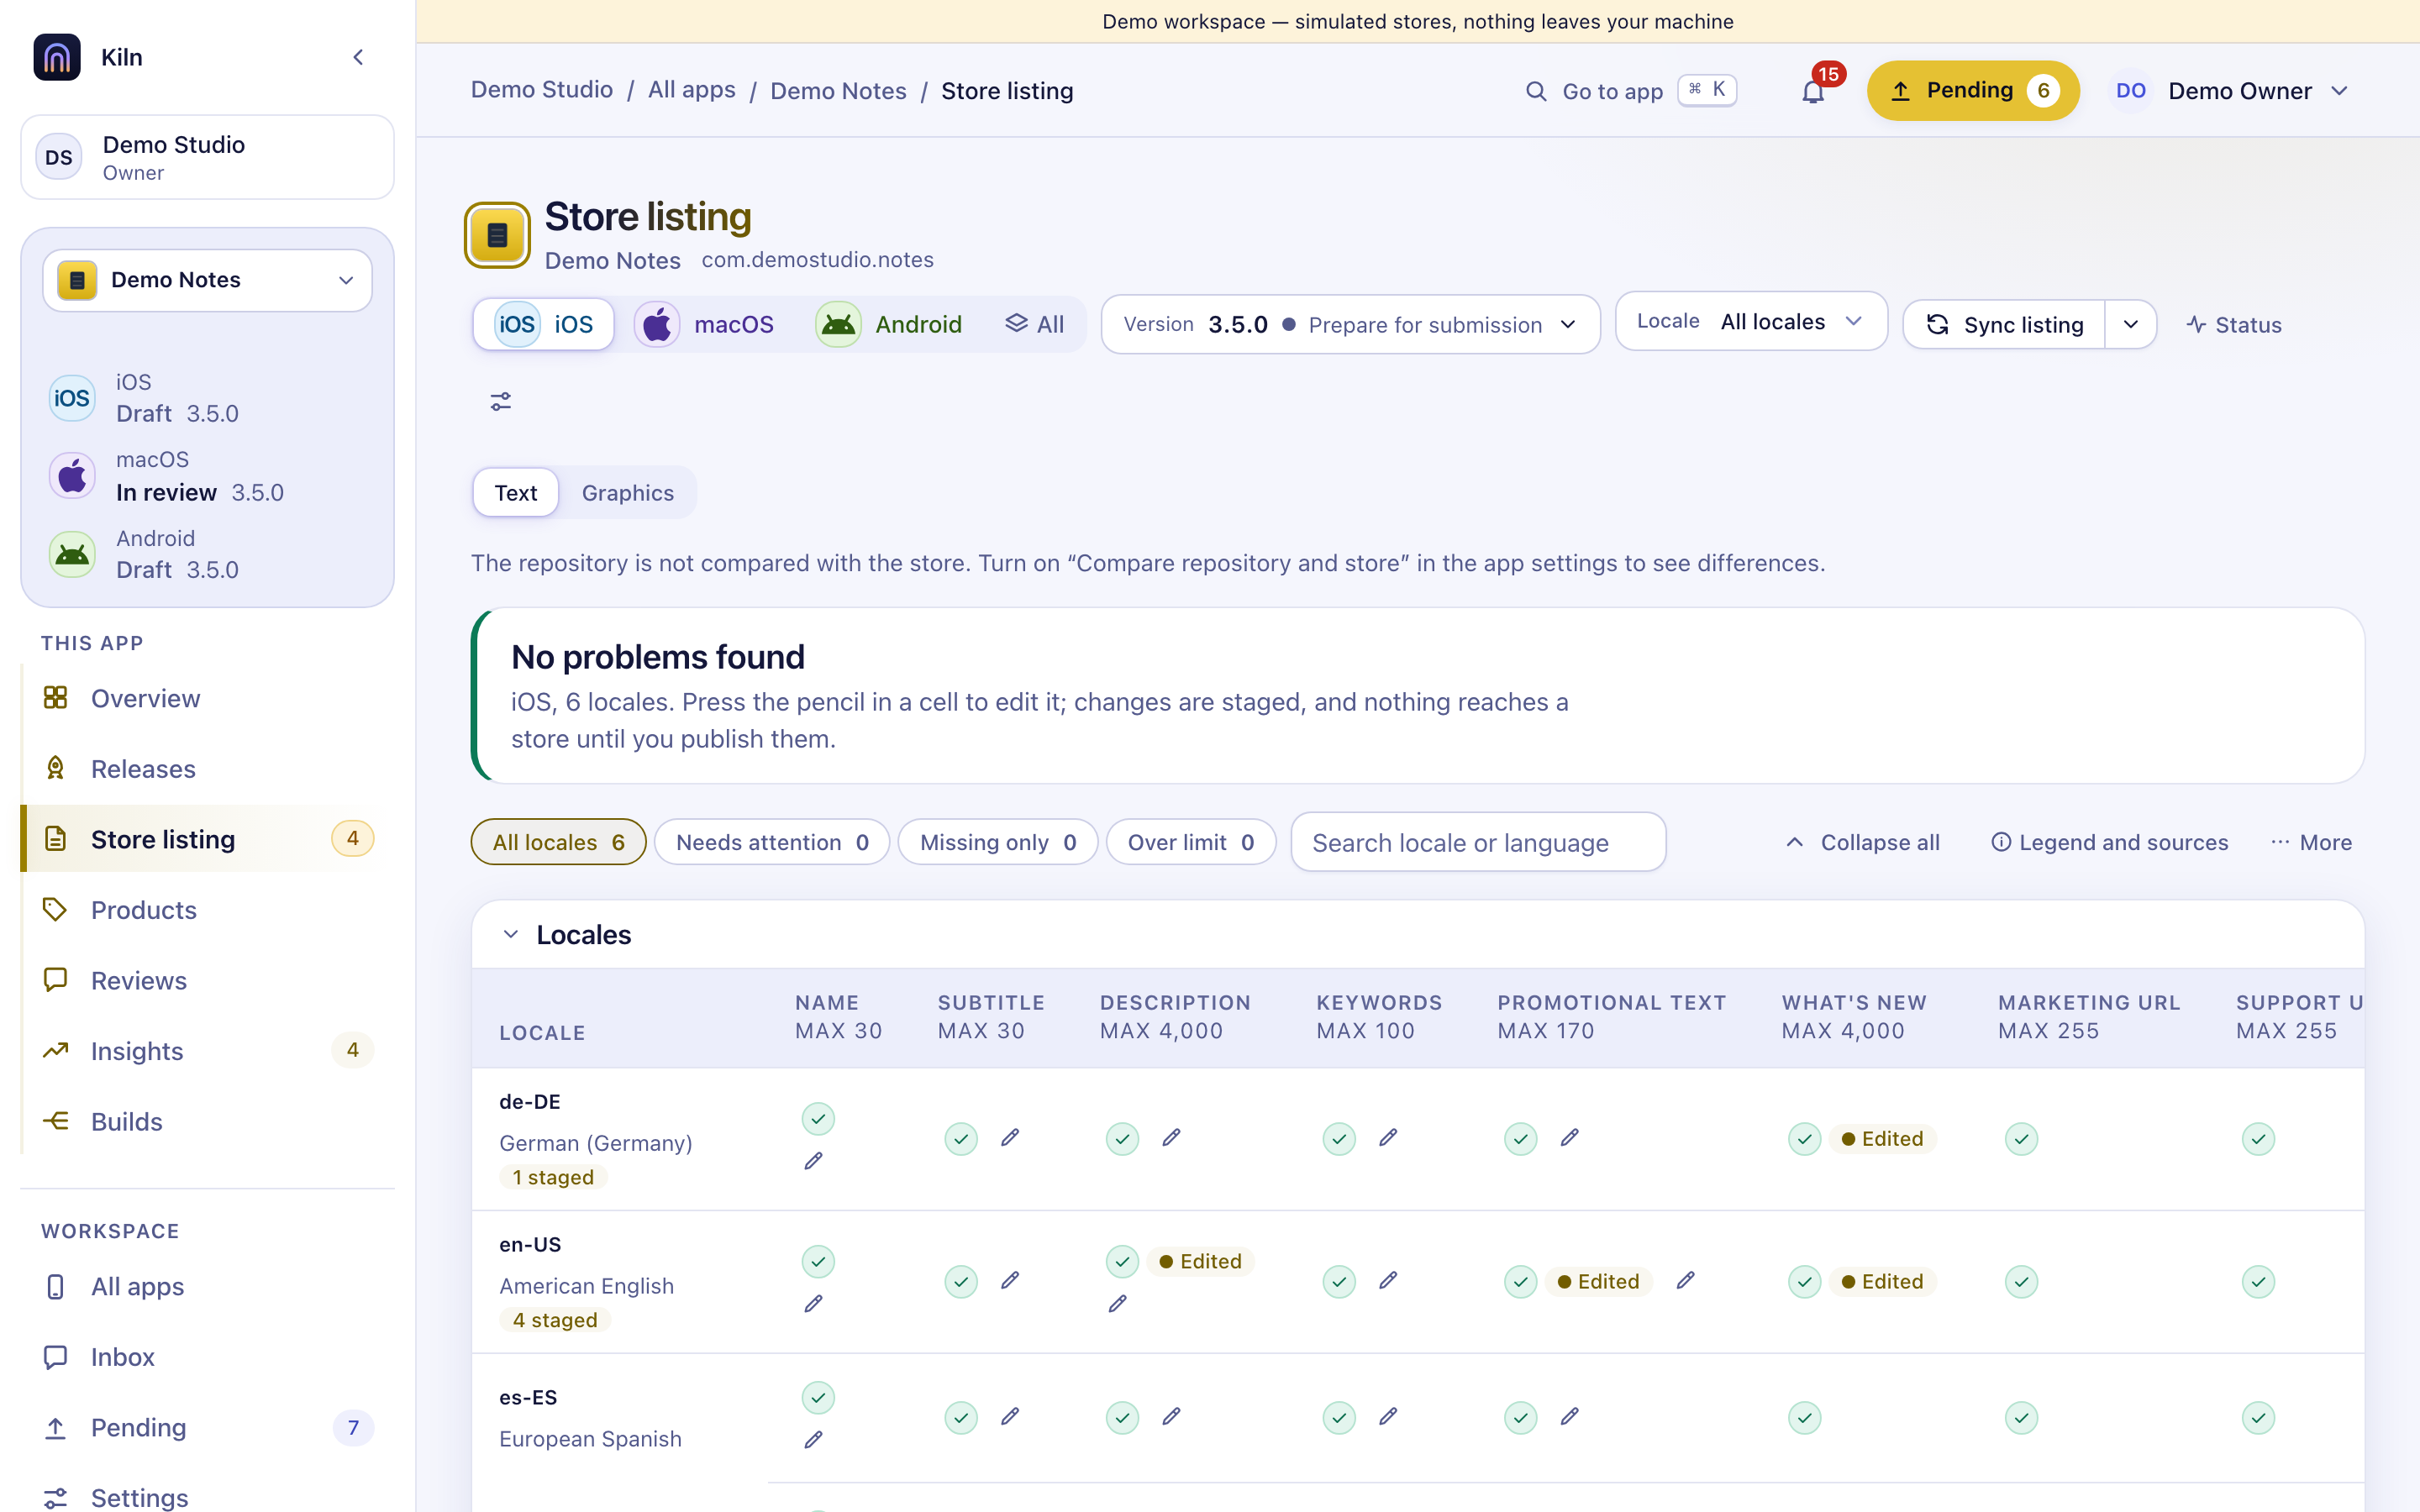 Demo workspace — simulated stores, nothing leaves your machine
Kiln
DS
Demo Studio
Owner
Demo Notes
iOS
iOS
Draft 3.5.0
macOS
In review 3.5.0
Android
Draft 3.5.0
THIS APP
Overview
Releases
Store listing 4
Products
Reviews
Insights 4
Builds
WORKSPACE
All apps
Inbox
Pending 7
Settings
Demo Studio / All apps / Demo Notes / Store listing
Go to app ⌘ K
15
Pending 6
DO Demo Owner
Store listing
Demo Notes com.demostudio.notes
iOS iOS macOS Android All
Version 3.5.0 Prepare for submission
Locale All locales
Sync listing
Status
Text Graphics
The repository is not compared with the store. Turn on “Compare repository and store” in the app settings to see differences.
No problems found
iOS, 6 locales. Press the pencil in a cell to edit it; changes are staged, and nothing reaches a
store until you publish them.
All locales 6 Needs attention 0 Missing only 0 Over limit 0 Search locale or language Collapse all Legend and sources ··· More
Locales
LOCALE
NAME
MAX 30
SUBTITLE
MAX 30
DESCRIPTION
MAX 4,000
KEYWORDS
MAX 100
PROMOTIONAL TEXT
MAX 170
WHAT'S NEW
MAX 4,000
MARKETING URL
MAX 255
SUPPORT U
MAX 255
de-DE
German (Germany)
1 staged
Edited
en-US
American English
4 staged
Edited
Edited
Edited
es-ES
European Spanish